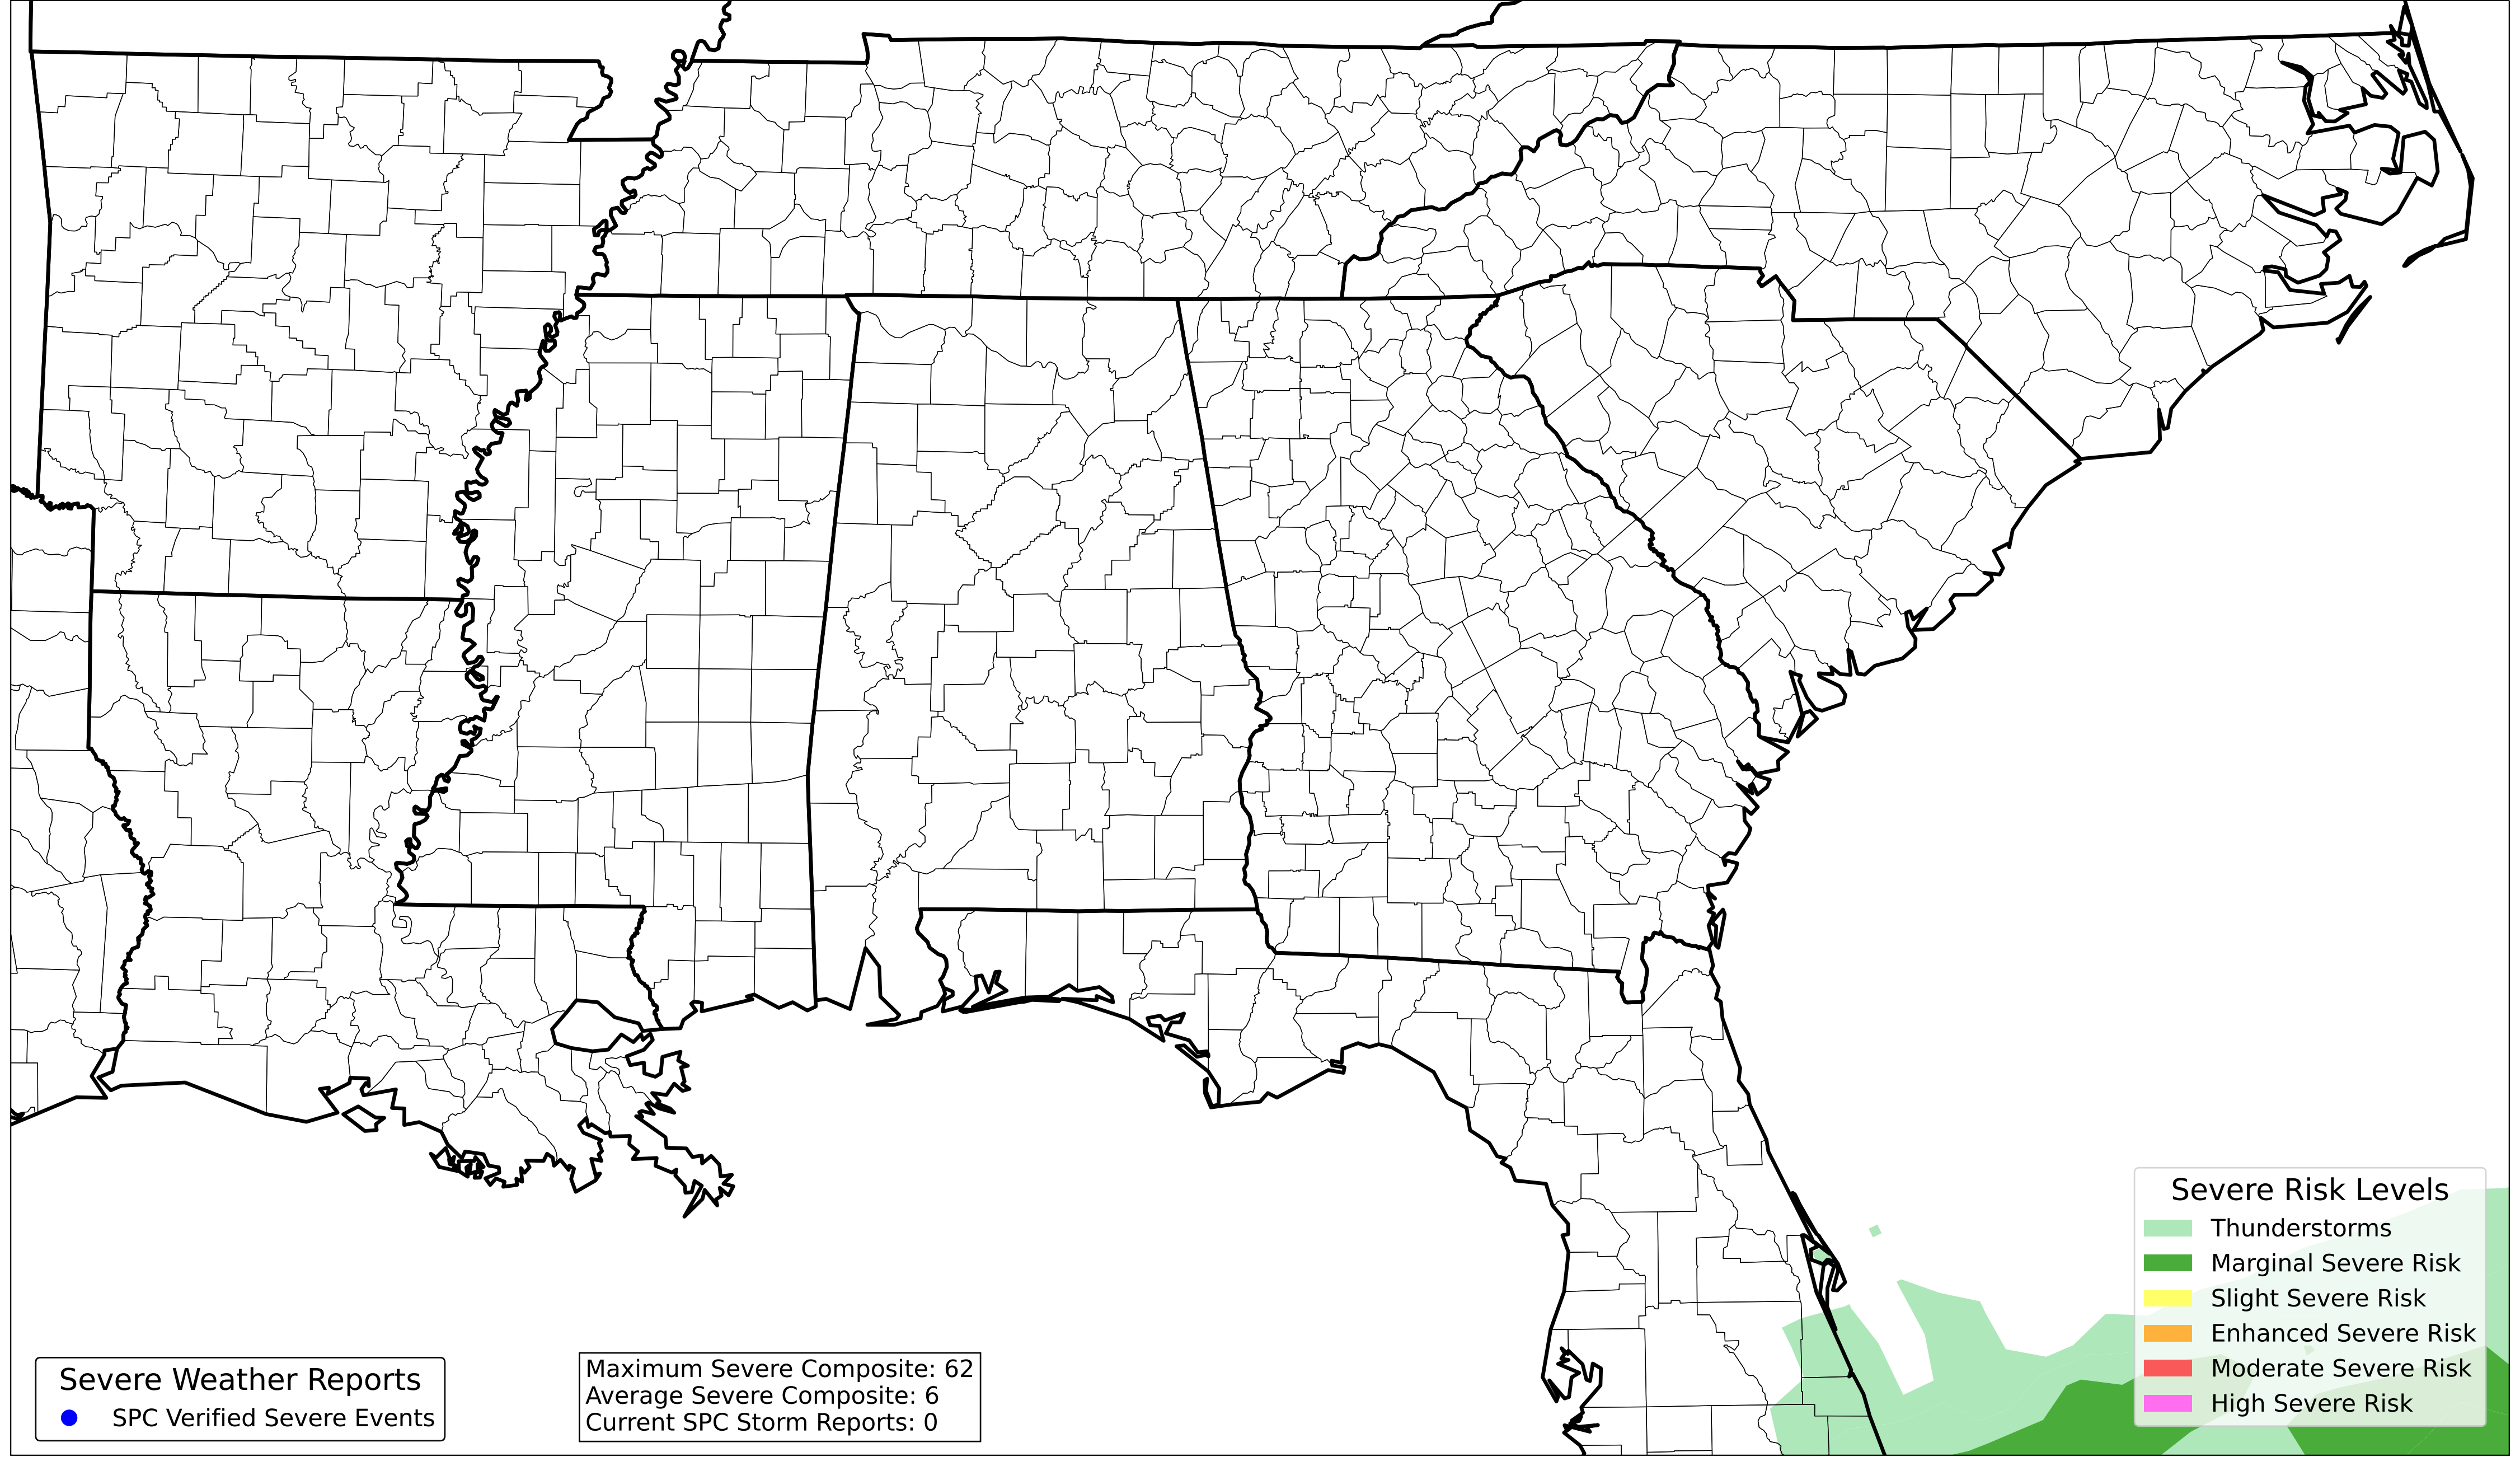 Severe Risk Levels
Thunderstorms
Marginal Severe Risk
Slight Severe Risk
Enhanced Severe Risk
Moderate Severe Risk
High Severe Risk
Severe Weather Reports
SPC Verified Severe Events
Maximum Severe Composite: 62
Average Severe Composite: 6
Current SPC Storm Reports: 0